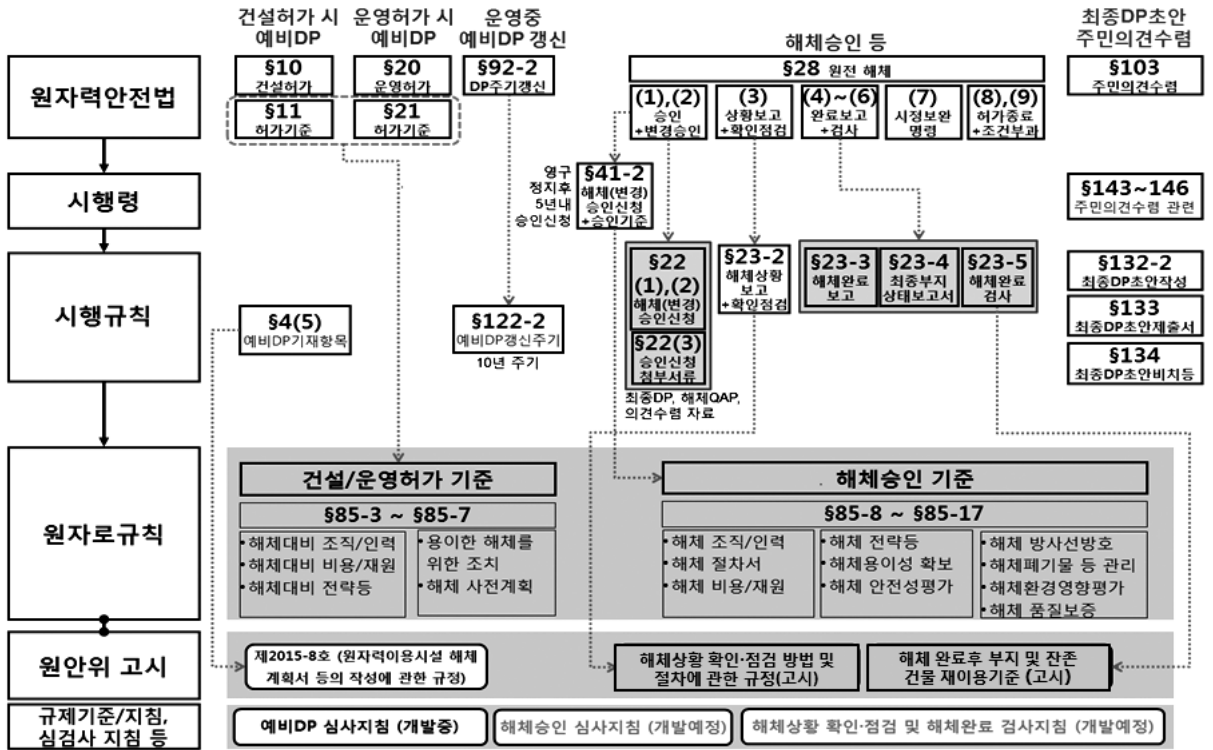 건설허가 시
예비DP
운영허가 시
예비DP
운영중
예비DP 갱신
해체승인 등
최종DP초안
주민의견수렴
원자력안전법
§10
건설허가
§11
허가기준
§20
운영허가
§21
허가기준
§92-2
DP주기갱신
§28 원전 해체
(1),(2)
승인
+변경승인
(3)
상황보고
+확인점검
(4)~(6)
완료보고
+검사
(7)
시정보완
명령
(8),(9)
허가종료
+조건부과
§103
주민의견수렴
시행령
영구
정지후
5년내
승인신청
§41-2
해체(변경)
승인신청
+승인기준
§143~146
주민의견수렴 관련
시행규칙
§4(5)
예비DP기재항목
§122-2
예비DP갱신주기
10년 주기
§22
(1),(2)
해체(변경)
승인신청
§22(3)
승인신청
첨부서류
최종DP, 해체QAP,
의견수렴 자료
§23-2
해체상황
보고
+확인점검
§23-3
해체완료
보고
§23-4
최종부지
상태보고서
§23-5
해체완료
검사
§132-2
최종DP초안작성
§133
최종DP초안제출서
§134
최종DP초안비치등
원자로규칙
건설/운영허가 기준
§85-3 ~ §85-7
• 해체대비 조직/인력
• 해체대비 비용/재원
• 해체대비 전략등
• 용이한 해체를
위한 조치
• 해체 사전계획
해체승인 기준
§85-8 ~ §85-17
• 해체 조직/인력
• 해체 절차서
• 해체 비용/재원
• 해체 전략등
• 해체용이성 확보
• 해체 안전성평가
• 해체 방사선방호
• 해체폐기물 등 관리
• 해체환경영향평가
• 해체 품질보증
원안위 고시
제2015-8호 (원자력이용시설 해체
계획서 등의 작성에 관한 규정)
해체상황 확인·점검 방법 및
절차에 관한 규정(고시)
해체 완료후 부지 및 잔존
건물 재이용기준 (고시)
규제기준/지침,
심검사 지침 등
예비DP 심사지침 (개발중)
해체승인 심사지침 (개발예정)
해체상황 확인·점검 및 해체완료 검사지침 (개발예정)